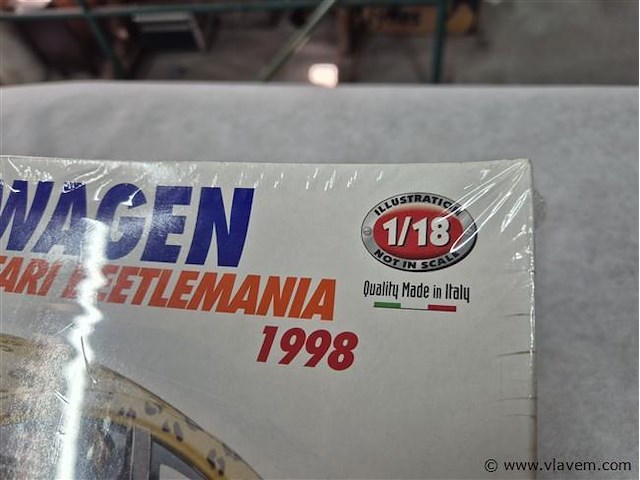 WAGEN
ARI BEETLEMANIA
1998
ILLUSTRATION
1/18
NOT IN SCALE
Quality Made in Italy
© www.vlavem.com